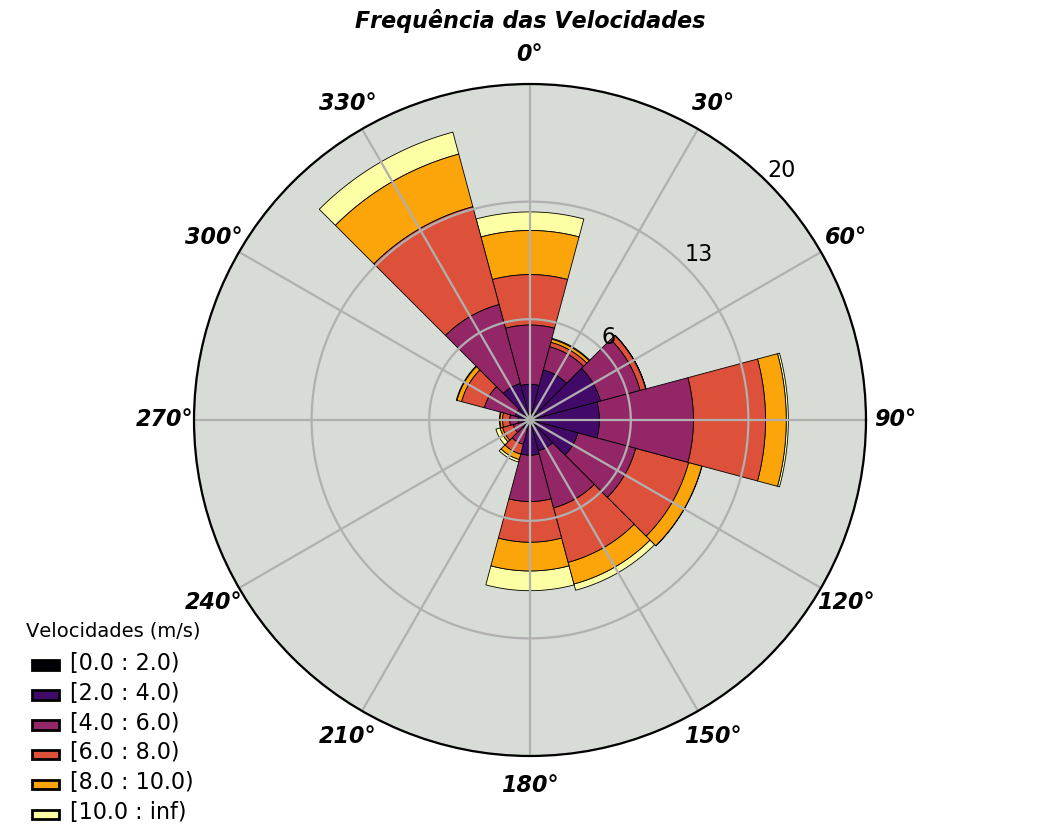 Frequência das Velocidades
0°
330°
30°
20
300°
60°
13
6
270°
90°
240°
120°
210°
150°
180°
Velocidades (m/s)
[0.0 : 2.0)
[2.0 : 4.0)
[4.0 : 6.0)
[6.0 : 8.0)
[8.0 : 10.0)
[10.0 : inf)